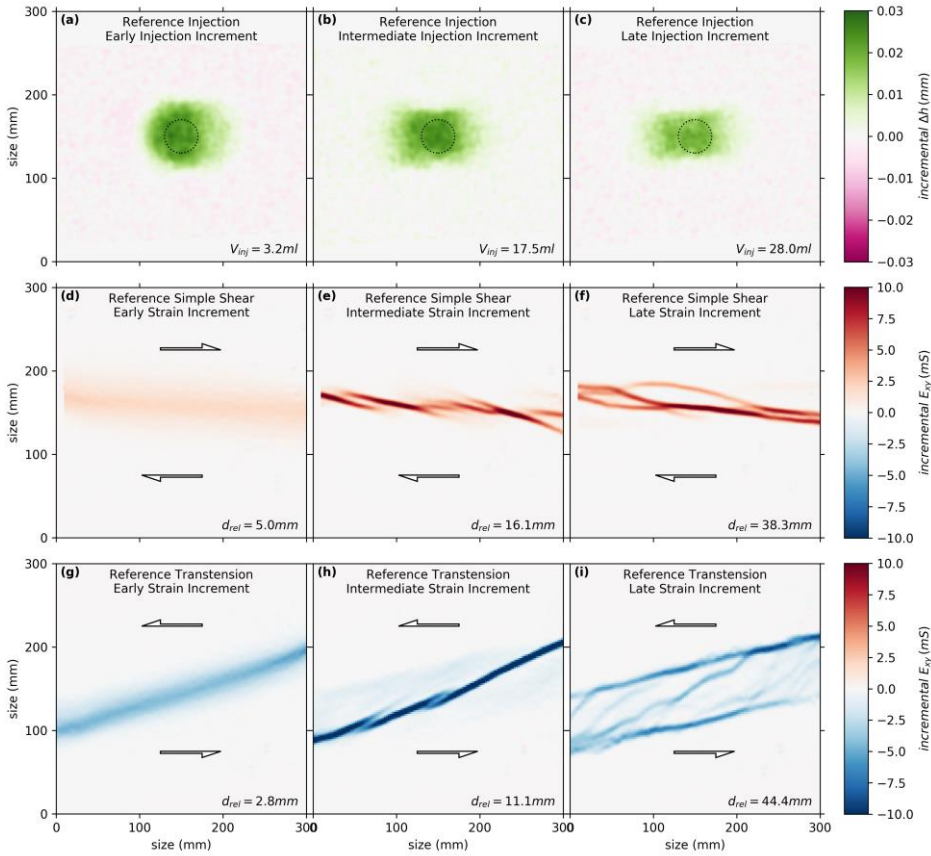 (a) Reference Injection
Early Injection Increment
(b) Reference Injection
Intermediate Injection Increment
(c) Reference Injection
Late Injection Increment
300
200
100
0
size (mm)
V_inj = 3.2ml
V_inj = 17.5ml
V_inj = 28.0ml
0.03
0.02
0.01
0.00
−0.01
−0.02
−0.03
incremental Δh (mm)
(d) Reference Simple Shear
Early Strain Increment
(e) Reference Simple Shear
Intermediate Strain Increment
(f) Reference Simple Shear
Late Strain Increment
300
200
100
0
size (mm)
d_rel = 5.0mm
d_rel = 16.1mm
d_rel = 38.3mm
10.0
7.5
5.0
2.5
0.0
−2.5
−5.0
−7.5
−10.0
incremental E_xy (mS)
(g) Reference Transtension
Early Strain Increment
(h) Reference Transtension
Intermediate Strain Increment
(i) Reference Transtension
Late Strain Increment
300
200
100
0
size (mm)
d_rel = 2.8mm
d_rel = 11.1mm
d_rel = 44.4mm
10.0
7.5
5.0
2.5
0.0
−2.5
−5.0
−7.5
−10.0
incremental E_xy (mS)
0 100 200 300
0 100 200 300
0 100 200 300
size (mm)
size (mm)
size (mm)